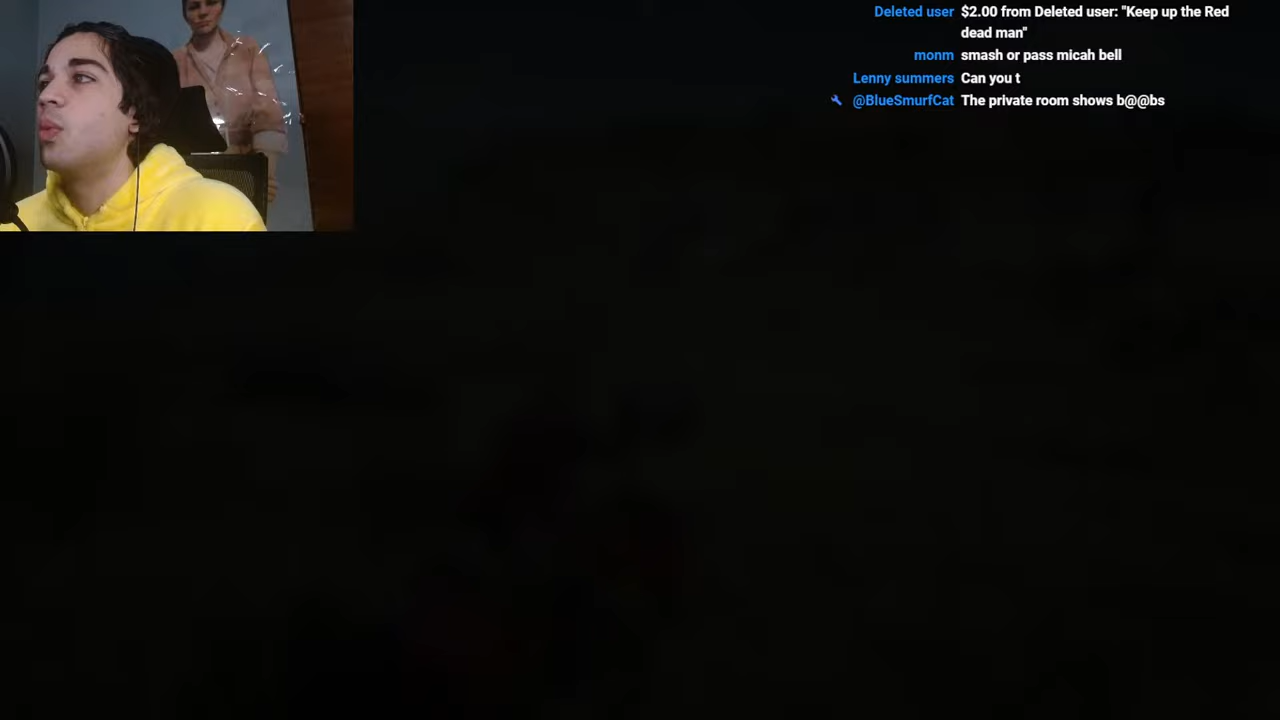 Deleted user $2.00 from Deleted user: "Keep up the Red
dead man"
monm smash or pass micah bell
Lenny summers Can you t
@BlueSmurfCat The private room shows b@@bs